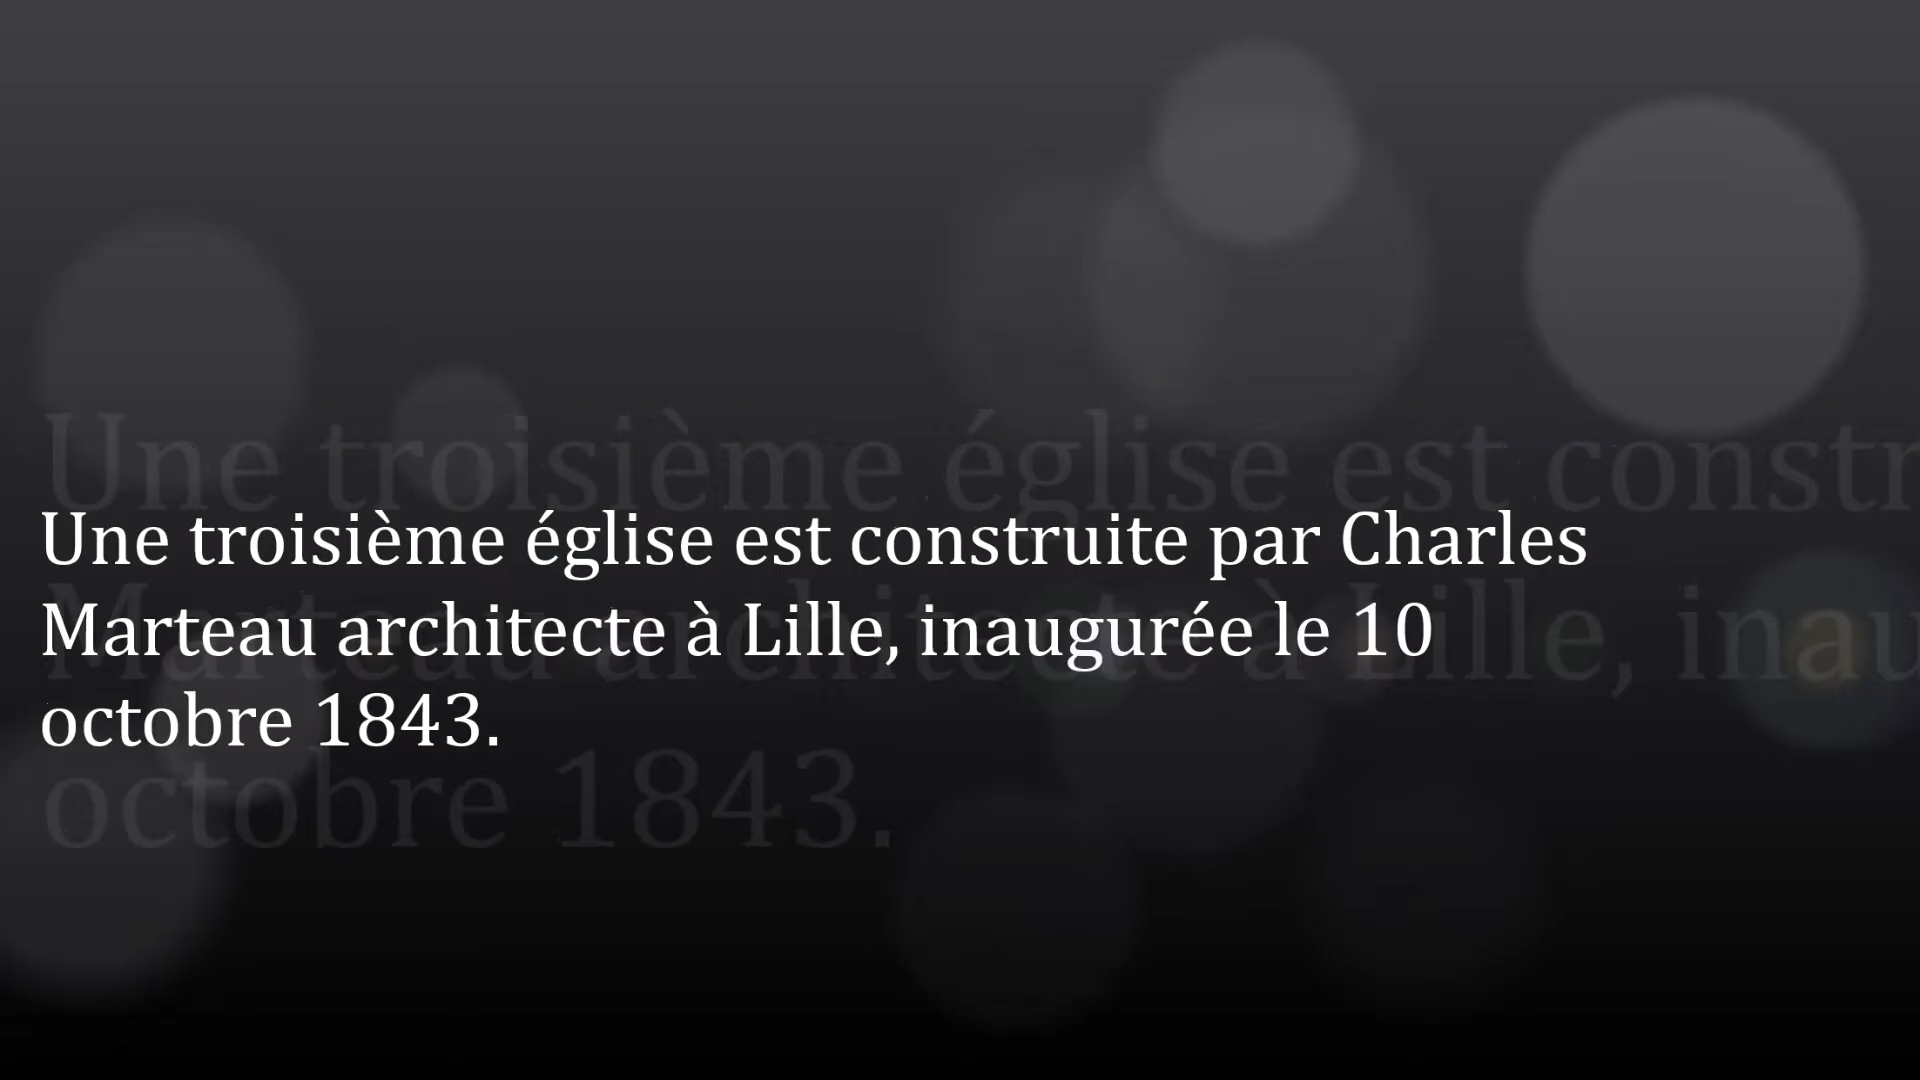 Une troisième église est construite par Charles
Marteau architecte à Lille, inaugurée le 10
octobre 1843.